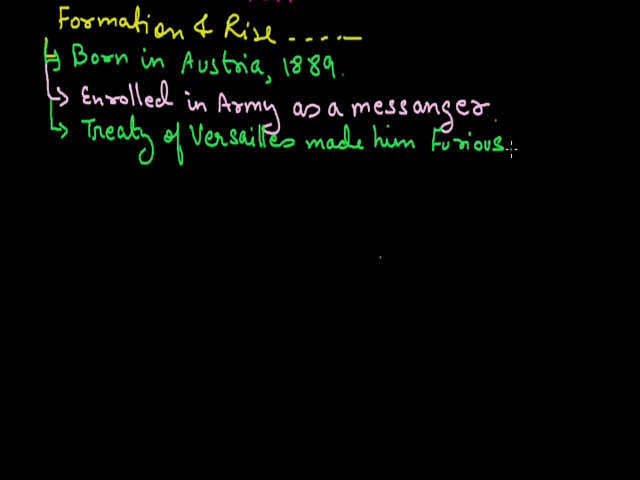 Formation & Rise ....—
→ Born in Austria, 1889.
→ Enrolled in Army as a messanger.
→ Treaty of Versailles made him Furious.